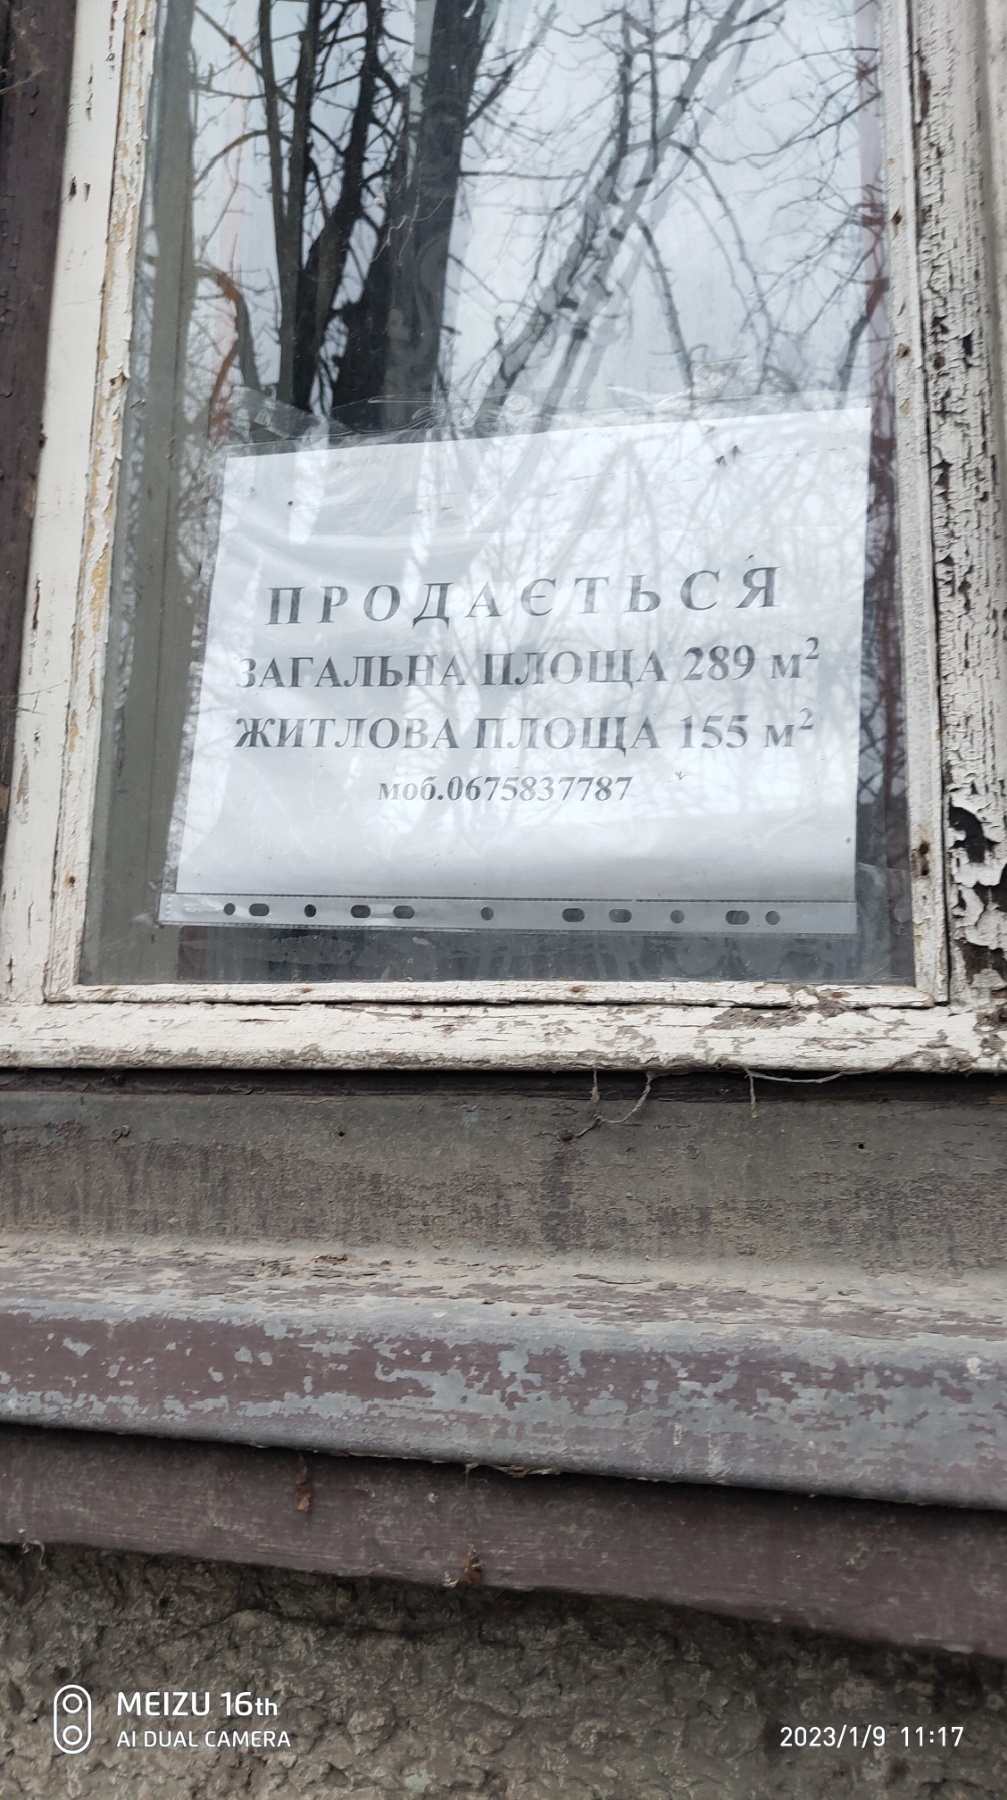 ПРОДАЄТЬСЯ
ЗАГАЛЬНА ПЛОЩА 289 м²
ЖИТЛОВА ПЛОЩА 155 м²
моб.0675837787
MEIZU 16th
AI DUAL CAMERA
2023/1/9 11:17